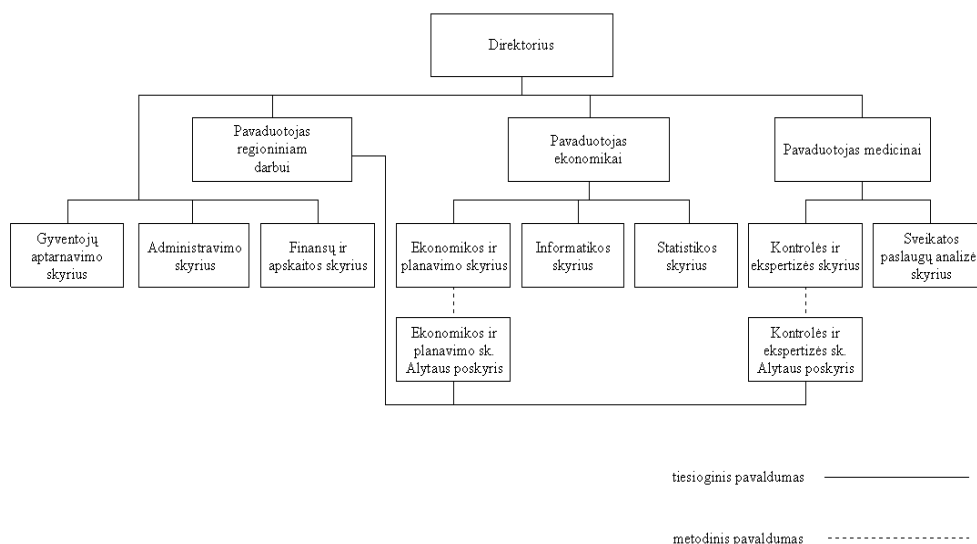 Direktorius
Pavaduotojas
regioniniam
darbui
Pavaduotojas
ekonomikai
Pavaduotojas medicinai
Gyventojų
aptarnavimo
skyrius
Administravimo
skyrius
Finansų ir
apskaitos skyrius
Ekonomikos ir
planavimo skyrius
Informatikos
skyrius
Statistikos
skyrius
Kontrolės ir
ekspertizės skyrius
Sveikatos
paslaugų analizė
skyrius
Ekonomikos ir
planavimo sk.
Alytaus poskyris
Kontrolės ir
ekspertizės sk.
Alytaus poskyris
tiesioginis pavaldumas
metodinis pavaldumas